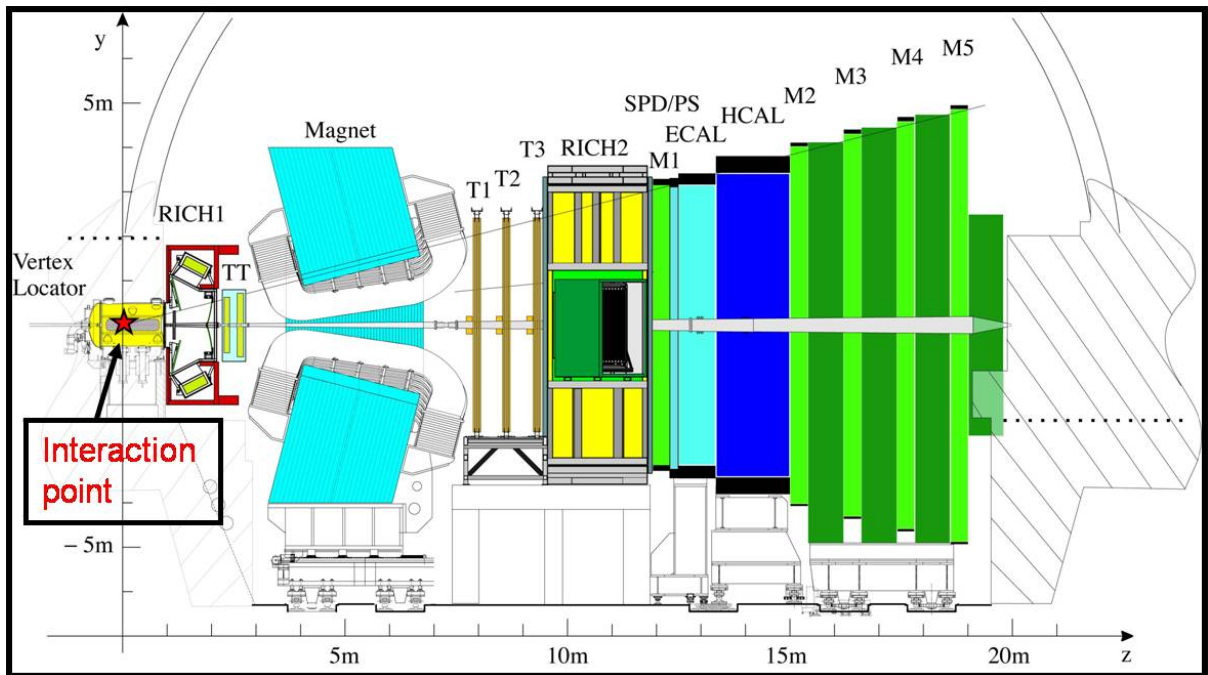 y
5m
Magnet
RICH1
Vertex
Locator
TT
T1
T2
T3
RICH2
M1
SPD/PS
ECAL
HCAL
M2
M3
M4
M5
Interaction
point
− 5m
5m
10m
15m
20m
z